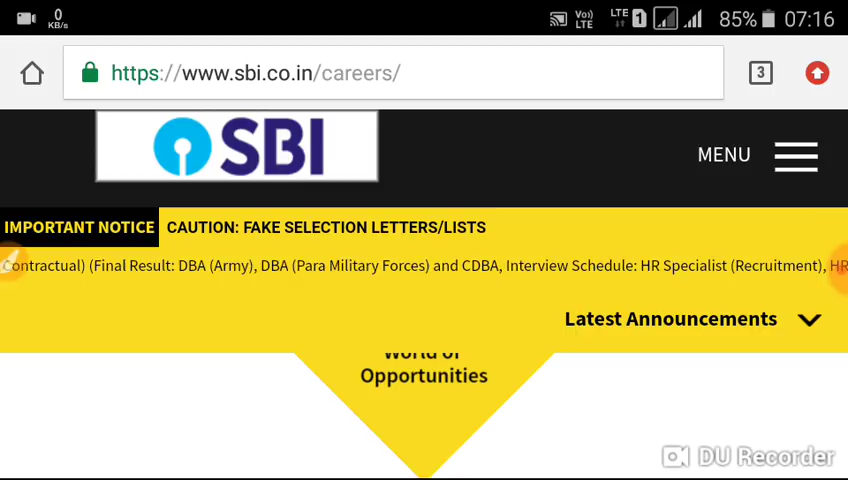 0
KB/s
Vo))
LTE
LTE
1
85%
07:16
https://www.sbi.co.in/careers/
3
SBI
MENU
IMPORTANT NOTICE
CAUTION: FAKE SELECTION LETTERS/LISTS
Contractual) (Final Result: DBA (Army), DBA (Para Military Forces) and CDBA, Interview Schedule: HR Specialist (Recruitment), HR
Latest Announcements
World of
Opportunities
DU Recorder